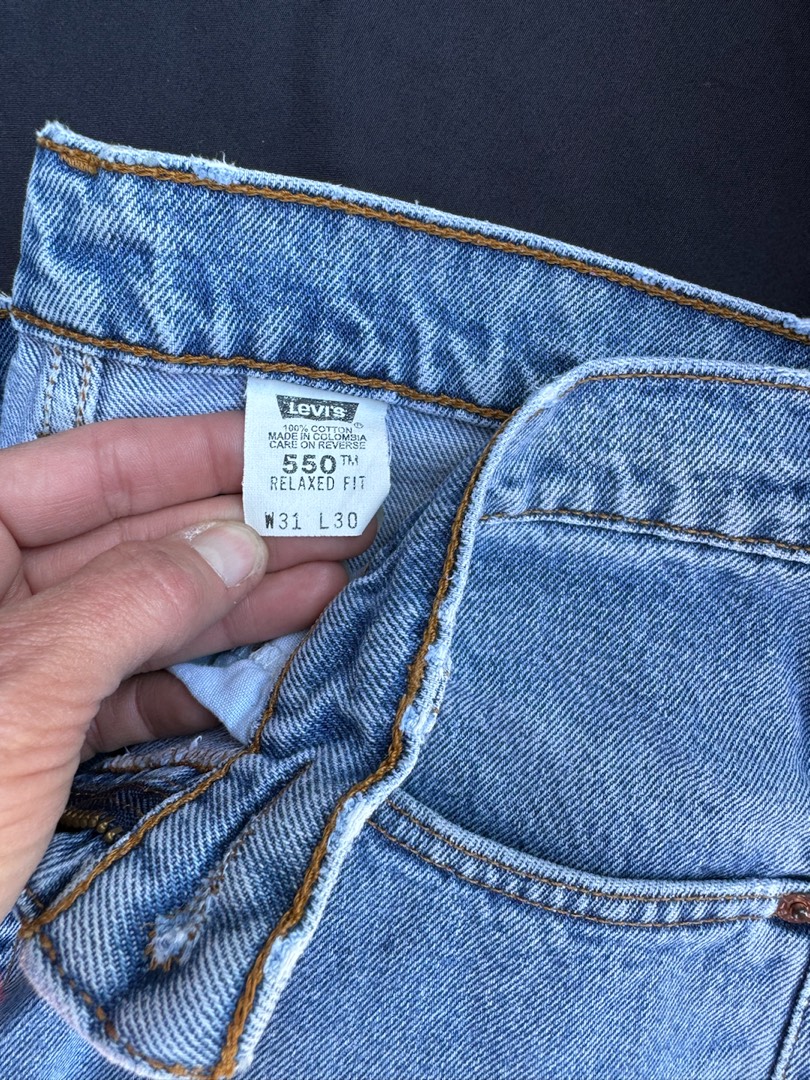 Levi's
®
100% COTTON
MADE IN COLOMBIA
CARE ON REVERSE
550™
RELAXED FIT
W31 L30